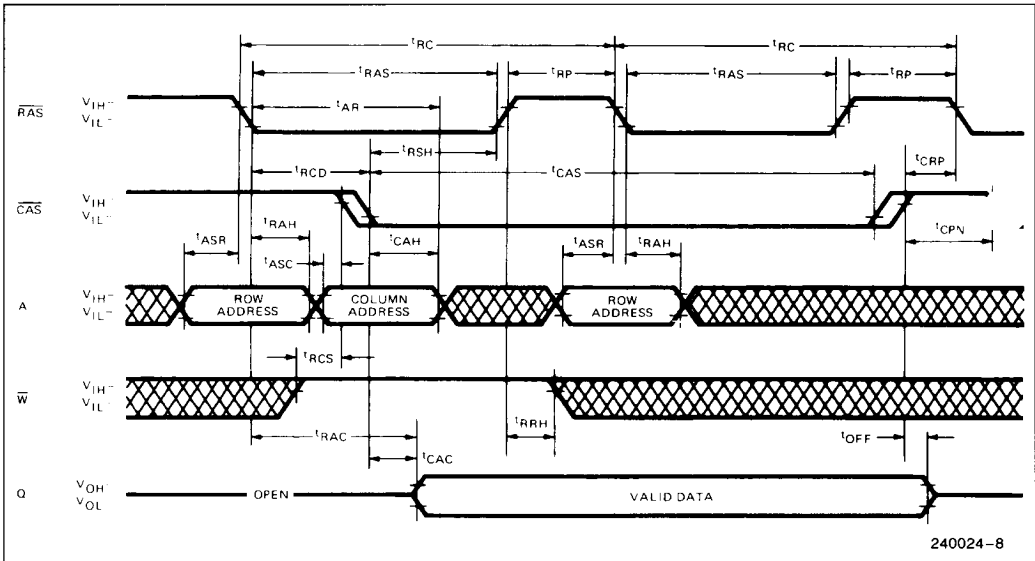 tRC tRC
tRAS tRP tRAS tRP
RAS VIH– VIL–
tAR
tRSH
tRCD tCAS tCRP
CAS VIH– VIL–
tASR tRAH tCAH tASR tRAH tCPN
tASC
A VIH– VIL–
ROW ADDRESS
COLUMN ADDRESS
ROW ADDRESS
tRCS
W VIH– VIL–
tRAC tCAC tRRH tOFF
Q VOH– VOL
OPEN VALID DATA
240024-8